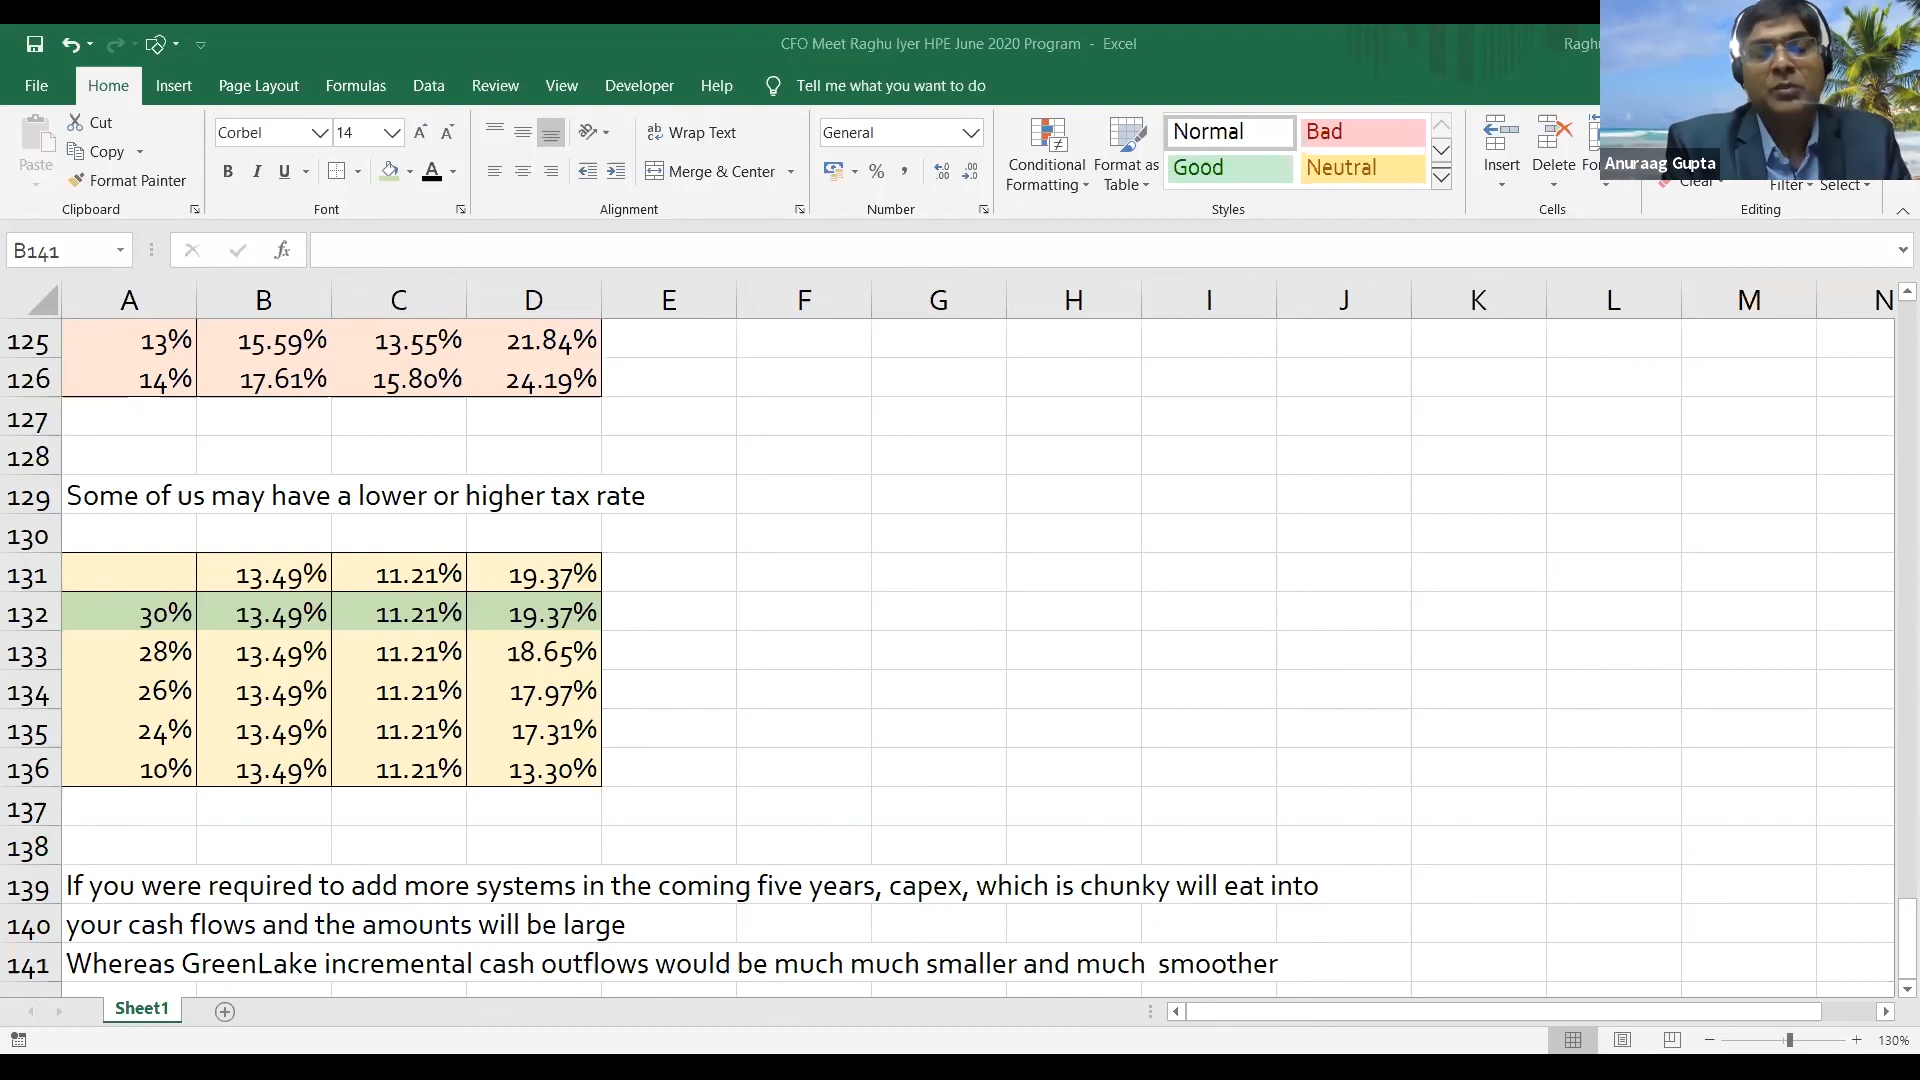 CFO Meet Raghu Iyer HPE June 2020 Program - Excel
Raghu
File Home Insert Page Layout Formulas Data Review View Developer Help Tell me what you want to do
Paste
Cut
Copy
Format Painter
Clipboard
Corbel 14
B I U
Font
Wrap Text
Merge & Center
Alignment
General
% ,
Number
Conditional Formatting
Format as Table
Normal Bad
Good Neutral
Styles
Insert Delete
Cells
Clear
Filter Select
Editing
Anuraag Gupta
B141 fx
A B C D E F G H I J K L M N
125 13% 15.59% 13.55% 21.84%
126 14% 17.61% 15.80% 24.19%
127
128
129 Some of us may have a lower or higher tax rate
130
131 13.49% 11.21% 19.37%
132 30% 13.49% 11.21% 19.37%
133 28% 13.49% 11.21% 18.65%
134 26% 13.49% 11.21% 17.97%
135 24% 13.49% 11.21% 17.31%
136 10% 13.49% 11.21% 13.30%
137
138
139 If you were required to add more systems in the coming five years, capex, which is chunky will eat into
140 your cash flows and the amounts will be large
141 Whereas GreenLake incremental cash outflows would be much much smaller and much smoother
Sheet1
130%